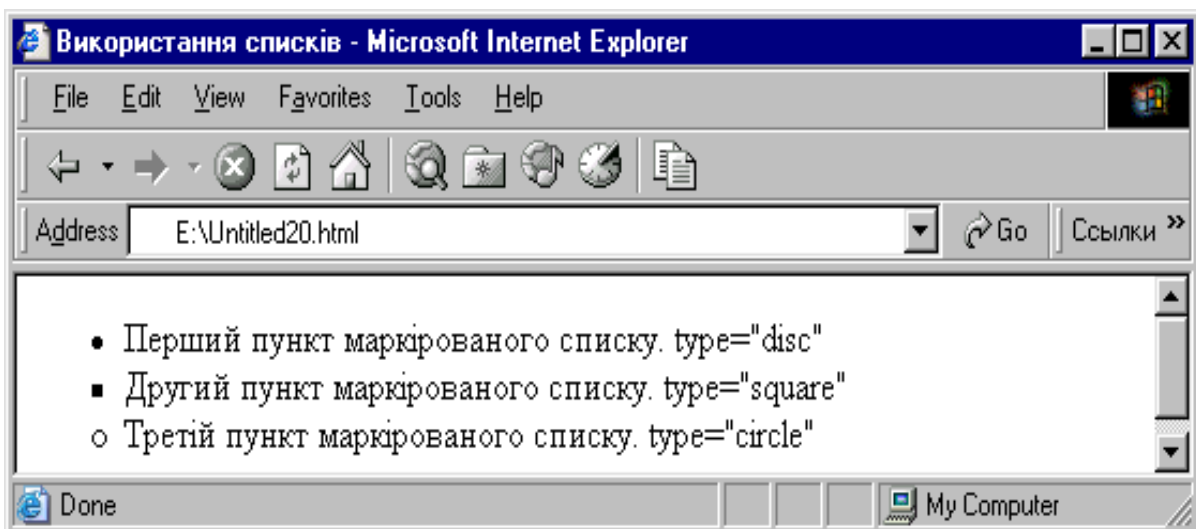 Використання списків - Microsoft Internet Explorer
File Edit View Favorites Tools Help
Address E:\Untitled20.html Go Ссылки »
Перший пункт маркірованого списку. type="disc"
Другий пункт маркірованого списку. type="square"
Третій пункт маркірованого списку. type="circle"
Done My Computer